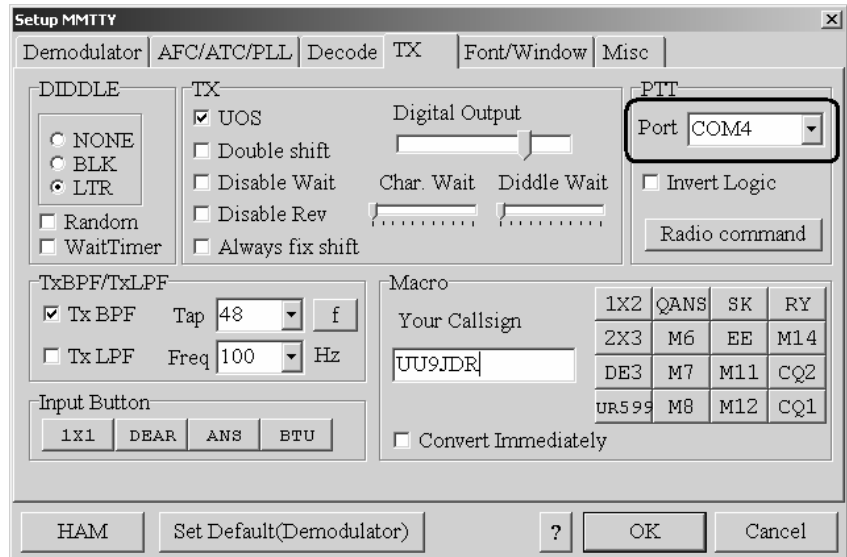 Setup MMTTY
Demodulator AFC/ATC/PLL Decode TX Font/Window Misc
DIDDLE
NONE
BLK
LTR
Random
WaitTimer
TX
UOS
Double shift
Disable Wait
Disable Rev
Always fix shift
Digital Output
Char. Wait Diddle Wait
PTT
Port COM4
Invert Logic
Radio command
TxBPF/TxLPF
Tx BPF Tap 48 f
Tx LPF Freq 100 Hz
Input Button
1X1 DEAR ANS BTU
Macro
Your Callsign
UU9JDR
Convert Immediately
1X2 QANS SK RY
2X3 M6 EE M14
DE3 M7 M11 CQ2
UR599 M8 M12 CQ1
HAM Set Default(Demodulator) ? OK Cancel